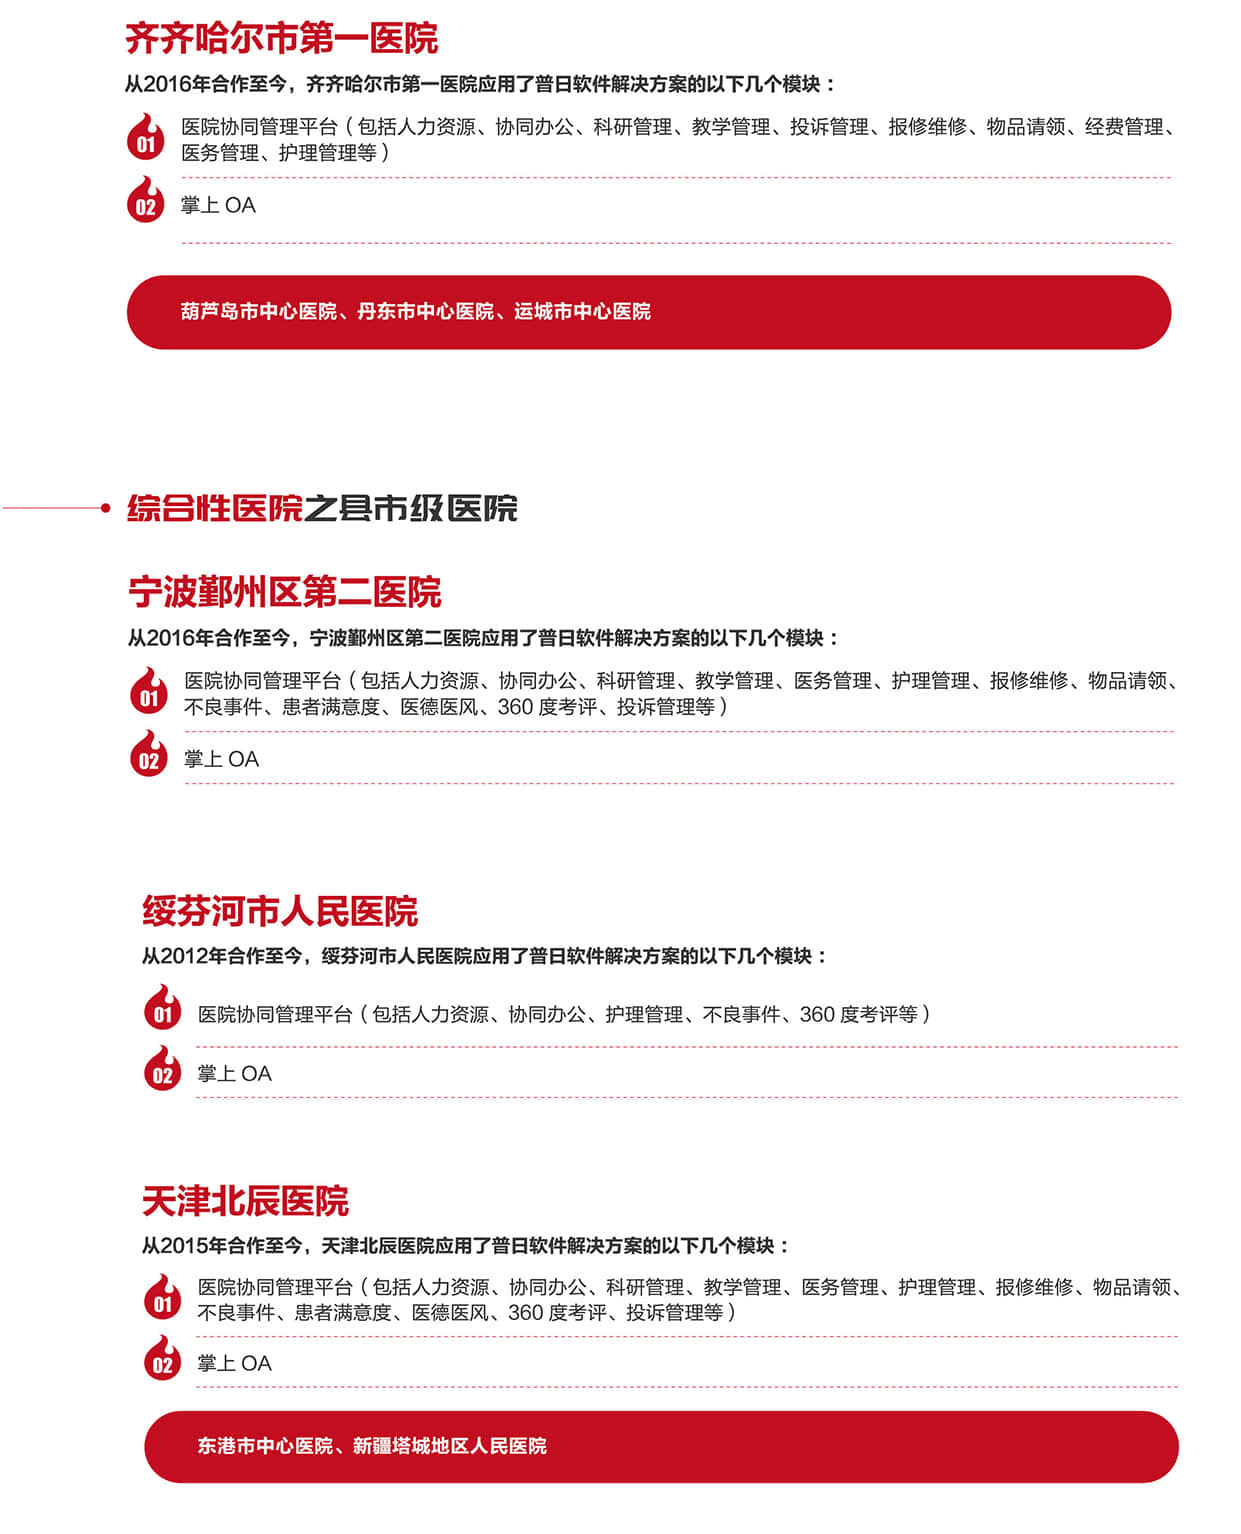 齐齐哈尔市第一医院
从2016年合作至今，齐齐哈尔市第一医院应用了普日软件解决方案的以下几个模块：
01
医院协同管理平台（包括人力资源、协同办公、科研管理、教学管理、投诉管理、报修维修、物品请领、经费管理、
医务管理、护理管理等）
02
掌上 OA
葫芦岛市中心医院、丹东市中心医院、运城市中心医院
综合性医院之县市级医院
宁波鄞州区第二医院
从2016年合作至今，宁波鄞州区第二医院应用了普日软件解决方案的以下几个模块：
01
医院协同管理平台（包括人力资源、协同办公、科研管理、教学管理、医务管理、护理管理、报修维修、物品请领、
不良事件、患者满意度、医德医风、360 度考评、投诉管理等）
02
掌上 OA
绥芬河市人民医院
从2012年合作至今，绥芬河市人民医院应用了普日软件解决方案的以下几个模块：
01
医院协同管理平台（包括人力资源、协同办公、护理管理、不良事件、360 度考评等）
02
掌上 OA
天津北辰医院
从2015年合作至今，天津北辰医院应用了普日软件解决方案的以下几个模块：
01
医院协同管理平台（包括人力资源、协同办公、科研管理、教学管理、医务管理、护理管理、报修维修、物品请领、
不良事件、患者满意度、医德医风、360 度考评、投诉管理等）
02
掌上 OA
东港市中心医院、新疆塔城地区人民医院